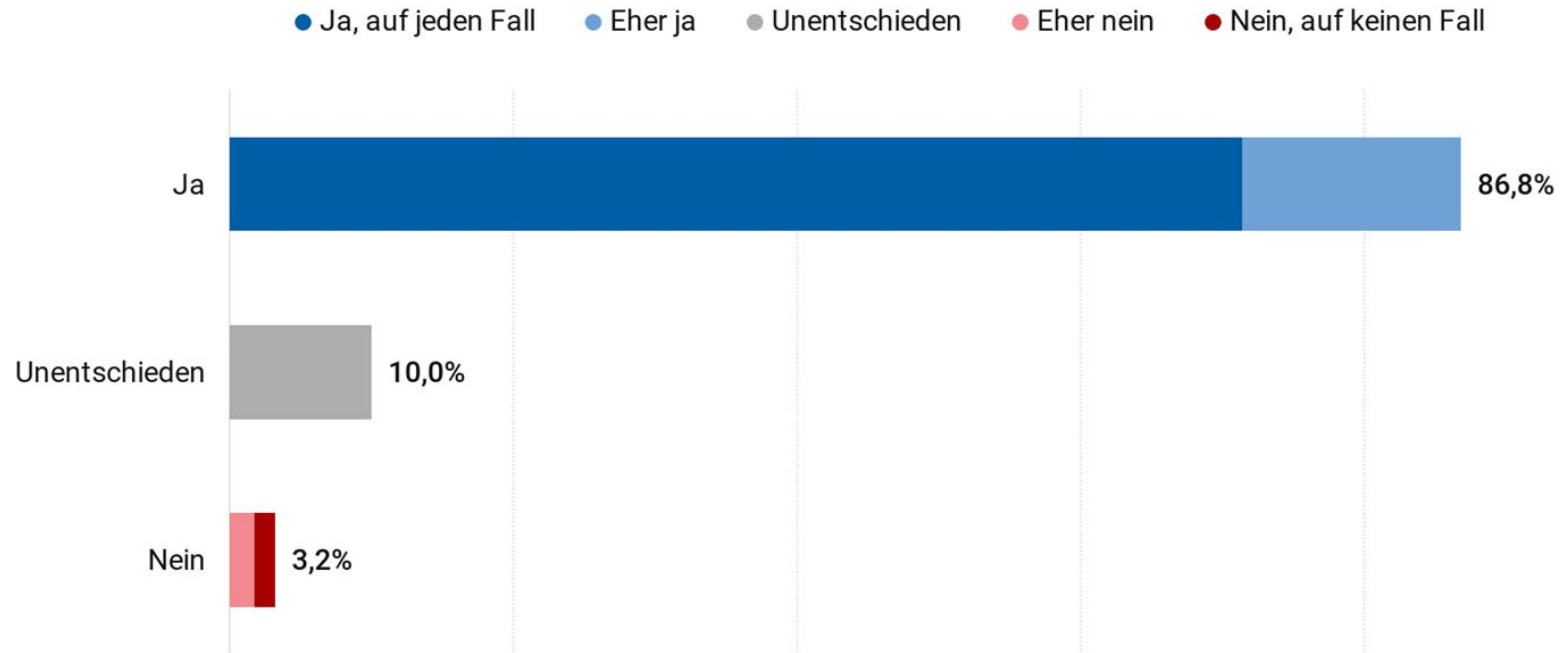 Ja, auf jeden Fall Eher ja Unentschieden Eher nein Nein, auf keinen Fall
Ja 86,8%
Unentschieden 10,0%
Nein 3,2%